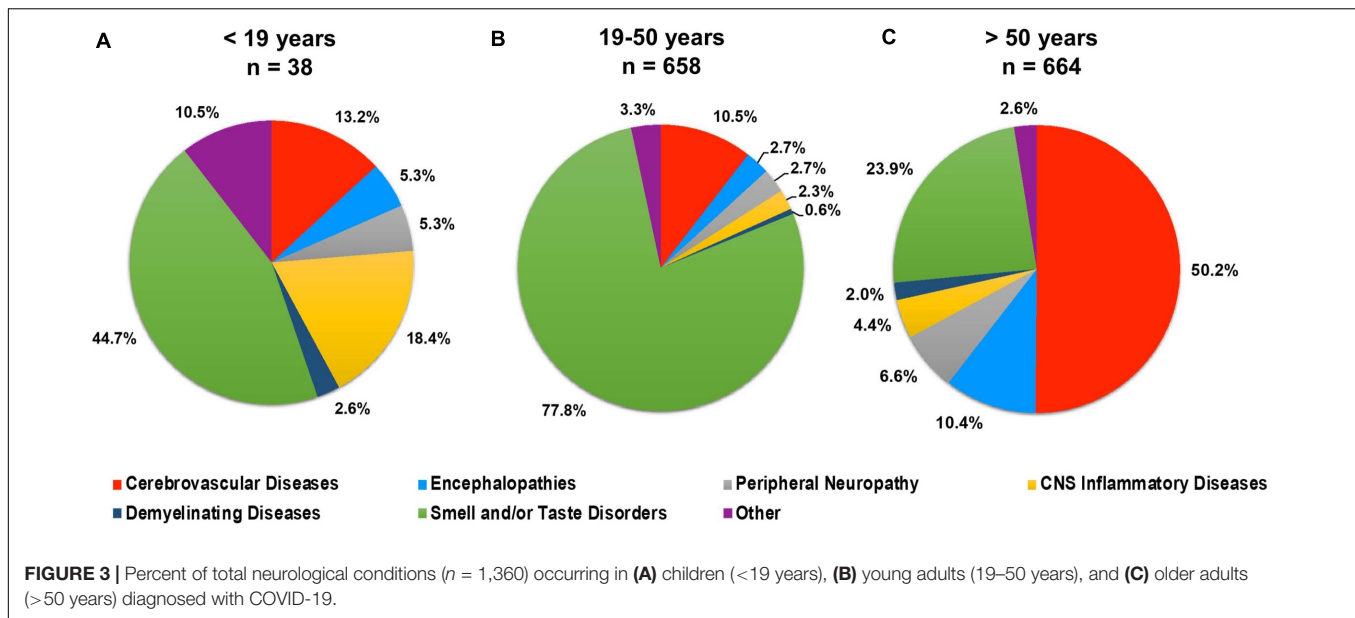 A
< 19 years
n = 38
10.5%
13.2%
5.3%
5.3%
18.4%
2.6%
44.7%
B
19-50 years
n = 658
3.3%
10.5%
2.7%
2.7%
2.3%
0.6%
77.8%
C
> 50 years
n = 664
2.6%
50.2%
10.4%
6.6%
4.4%
2.0%
23.9%
Cerebrovascular Diseases
Encephalopathies
Peripheral Neuropathy
CNS Inflammatory Diseases
Demyelinating Diseases
Smell and/or Taste Disorders
Other
FIGURE 3 | Percent of total neurological conditions (n = 1,360) occurring in (A) children (<19 years), (B) young adults (19–50 years), and (C) older adults
(>50 years) diagnosed with COVID-19.